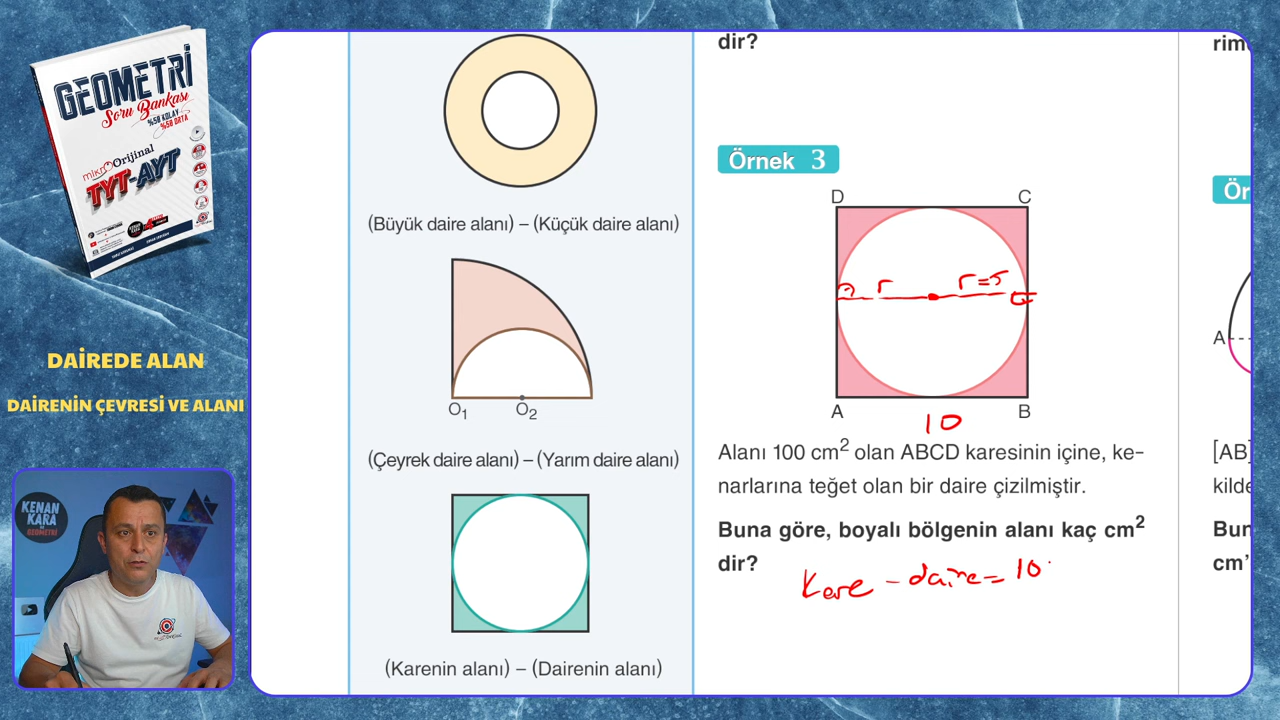 GEOMETRİ
Soru Bankası
%50 KOLAY
%50 ORTA
mikro Orijinal
TYT-AYT
DAİREDE ALAN
DAİRENİN ÇEVRESİ VE ALANI
KENAN
KARA
GEOMETRİ
(Büyük daire alanı) – (Küçük daire alanı)
O1 O2
(Çeyrek daire alanı) – (Yarım daire alanı)
(Karenin alanı) – (Dairenin alanı)
dir?
Örnek 3
D C
r r=5
A B
10
Alanı 100 cm2 olan ABCD karesinin içine, ke-
narlarına teğet olan bir daire çizilmiştir.
Buna göre, boyalı bölgenin alanı kaç cm2
dir?
Kare - daire = 10
rim
Ör
A
[AB]
kilde
Bun
cm'